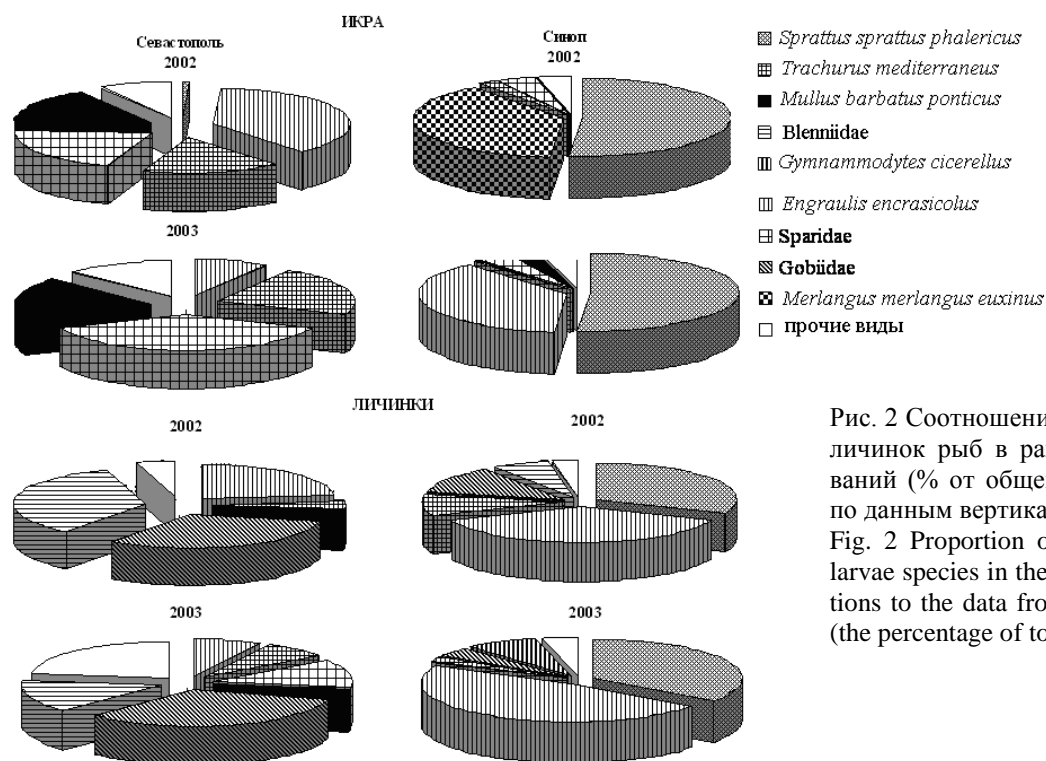 ИКРА
Севастополь
2002
Синоп
2002
2003
ЛИЧИНКИ
2002
2002
2003
2003
Sprattus sprattus phalericus
Trachurus mediterraneus
Mullus barbatus ponticus
Blenniidae
Gymnammodytes cicerellus
Engraulis encrasicolus
Sparidae
Gobiidae
Merlangus merlangus euxinus
прочие виды
Рис. 2 Соотношени
личинок рыб в ра
ваний (% от обще
по данным вертика
Fig. 2 Proportion o
larvae species in the
tions to the data fro
(the percentage of to